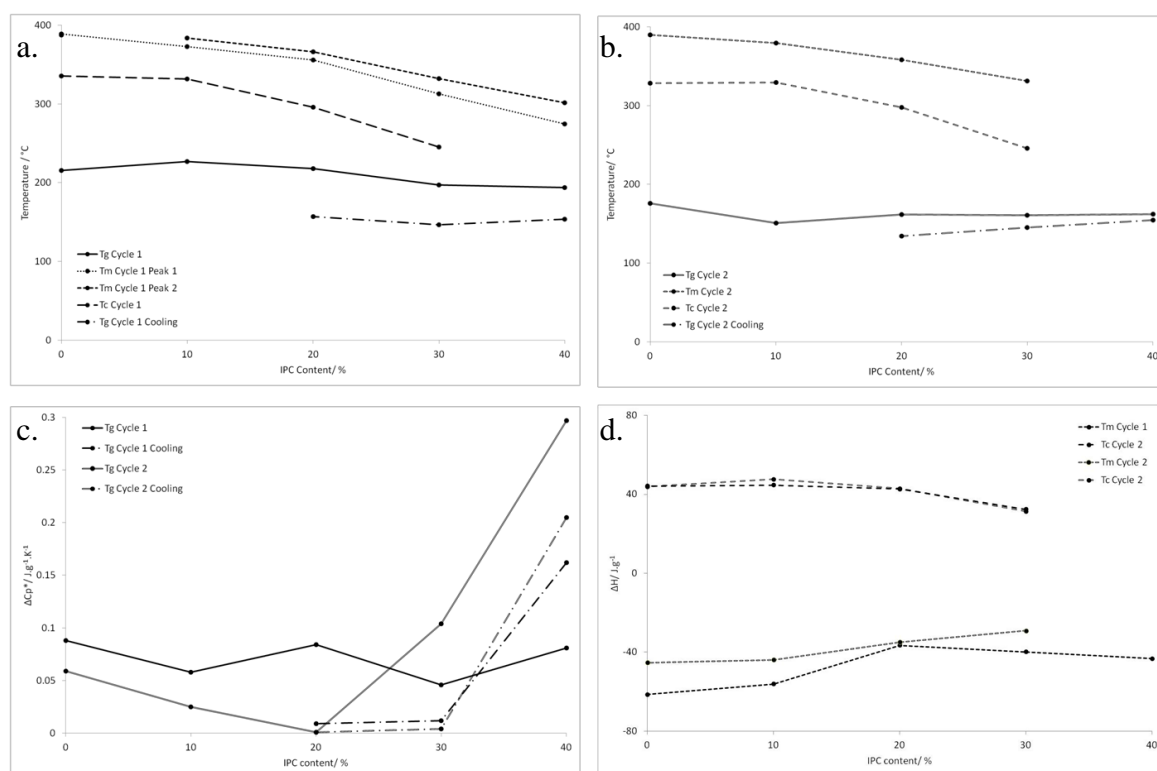 a.
400
300
200
100
0
Temperature / °C
Tg Cycle 1
Tm Cycle 1 Peak 1
Tm Cycle 1 Peak 2
Tc Cycle 1
Tg Cycle 1 Cooling
0 10 20 30 40
IPC Content/ %
b.
400
300
200
100
0
Temperature/ °C
Tg Cycle 2
Tm Cycle 2
Tc Cycle 2
Tg Cycle 2 Cooling
0 10 20 30 40
IPC Content/ %
c.
0.3
0.25
0.2
0.15
0.1
0.05
0
ΔCp*/ J.g⁻¹.K⁻¹
Tg Cycle 1
Tg Cycle 1 Cooling
Tg Cycle 2
Tg Cycle 2 Cooling
0 10 20 30 40
IPC content/ %
d.
80
40
0
-40
-80
ΔH/ J.g⁻¹
Tm Cycle 1
Tc Cycle 2
Tm Cycle 2
Tc Cycle 2
0 10 20 30 40
IPC content/ %